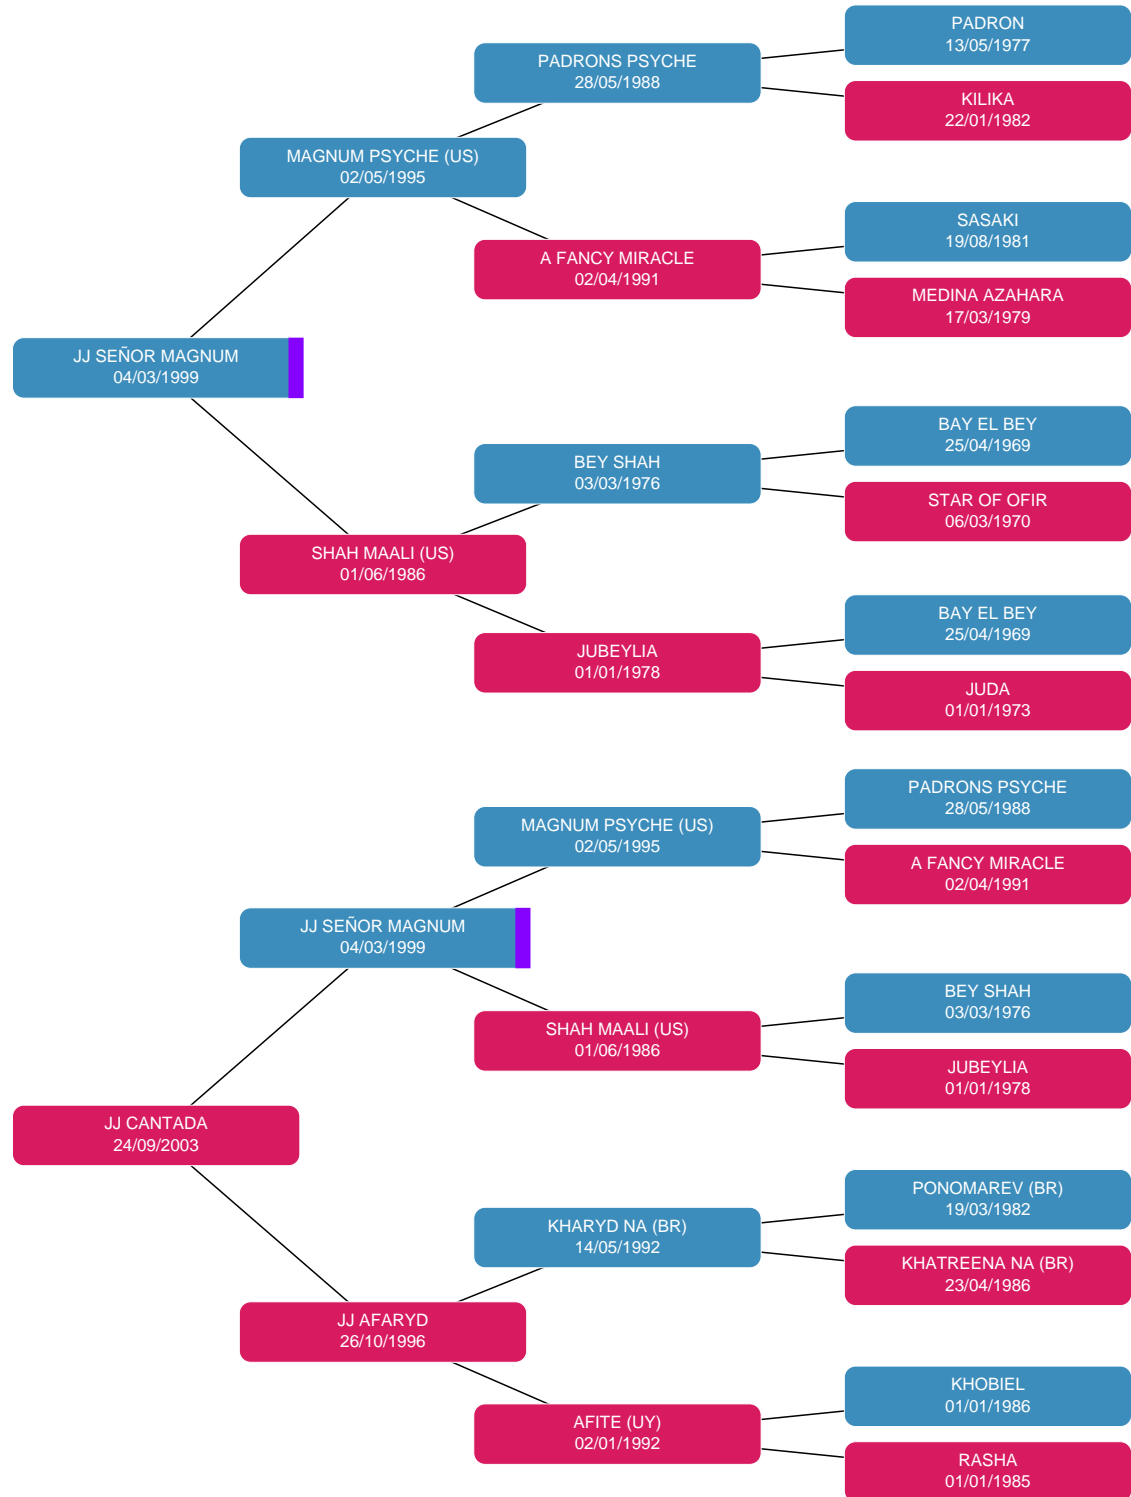 PADRON
13/05/1977
PADRONS PSYCHE
28/05/1988
KILIKA
22/01/1982
MAGNUM PSYCHE (US)
02/05/1995
SASAKI
19/08/1981
A FANCY MIRACLE
02/04/1991
MEDINA AZAHARA
17/03/1979
JJ SEÑOR MAGNUM
04/03/1999
BAY EL BEY
25/04/1969
BEY SHAH
03/03/1976
STAR OF OFIR
06/03/1970
SHAH MAALI (US)
01/06/1986
BAY EL BEY
25/04/1969
JUBEYLIA
01/01/1978
JUDA
01/01/1973
PADRONS PSYCHE
28/05/1988
MAGNUM PSYCHE (US)
02/05/1995
A FANCY MIRACLE
02/04/1991
JJ SEÑOR MAGNUM
04/03/1999
BEY SHAH
03/03/1976
SHAH MAALI (US)
01/06/1986
JUBEYLIA
01/01/1978
JJ CANTADA
24/09/2003
PONOMAREV (BR)
19/03/1982
KHARYD NA (BR)
14/05/1992
KHATREENA NA (BR)
23/04/1986
JJ AFARYD
26/10/1996
KHOBIEL
01/01/1986
AFITE (UY)
02/01/1992
RASHA
01/01/1985